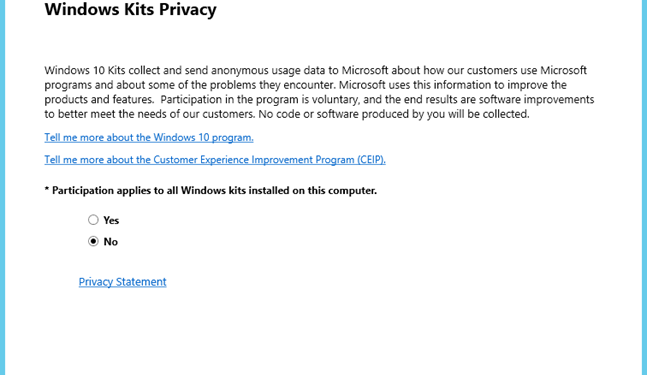 Windows Kits Privacy
Windows 10 Kits collect and send anonymous usage data to Microsoft about how our customers use Microsoft
programs and about some of the problems they encounter. Microsoft uses this information to improve the
products and features.  Participation in the program is voluntary, and the end results are software improvements
to better meet the needs of our customers. No code or software produced by you will be collected.
Tell me more about the Windows 10 program.
Tell me more about the Customer Experience Improvement Program (CEIP).
* Participation applies to all Windows kits installed on this computer.
Yes
No
Privacy Statement